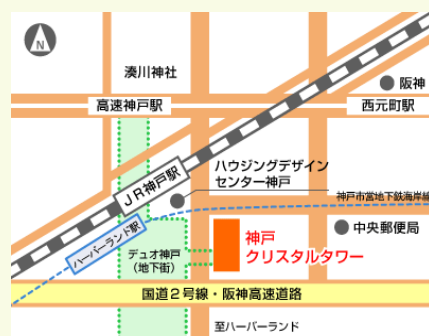 N
湊川神社
阪神
高速神戸駅
西元町駅
JR神戸駅
ハウジングデザイン
センター神戸
神戸市営地下鉄海岸線
ハーバーランド駅
中央郵便局
神戸
クリスタルタワー
デュオ神戸
(地下街)
国道2号線・阪神高速道路
至ハーバーランド